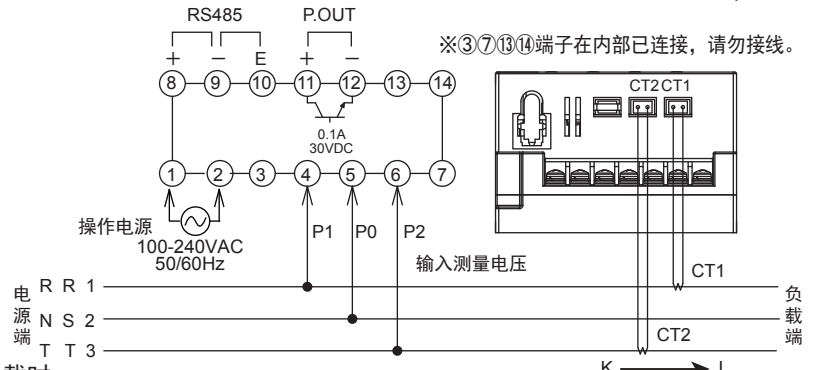 RS485 P.OUT
※③⑦⑬⑭端子在内部已连接，请勿接线。
+ − E + −
⑧ ⑨ ⑩ ⑪ ⑫ ⑬ ⑭
CT2 CT1
0.1A
30VDC
① ② ③ ④ ⑤ ⑥ ⑦
操作电源
100-240VAC
50/60Hz
P1 P0 P2
输入测量电压
CT1
CT2
电源端
R R 1
N S 2
T T 3
负载端
K